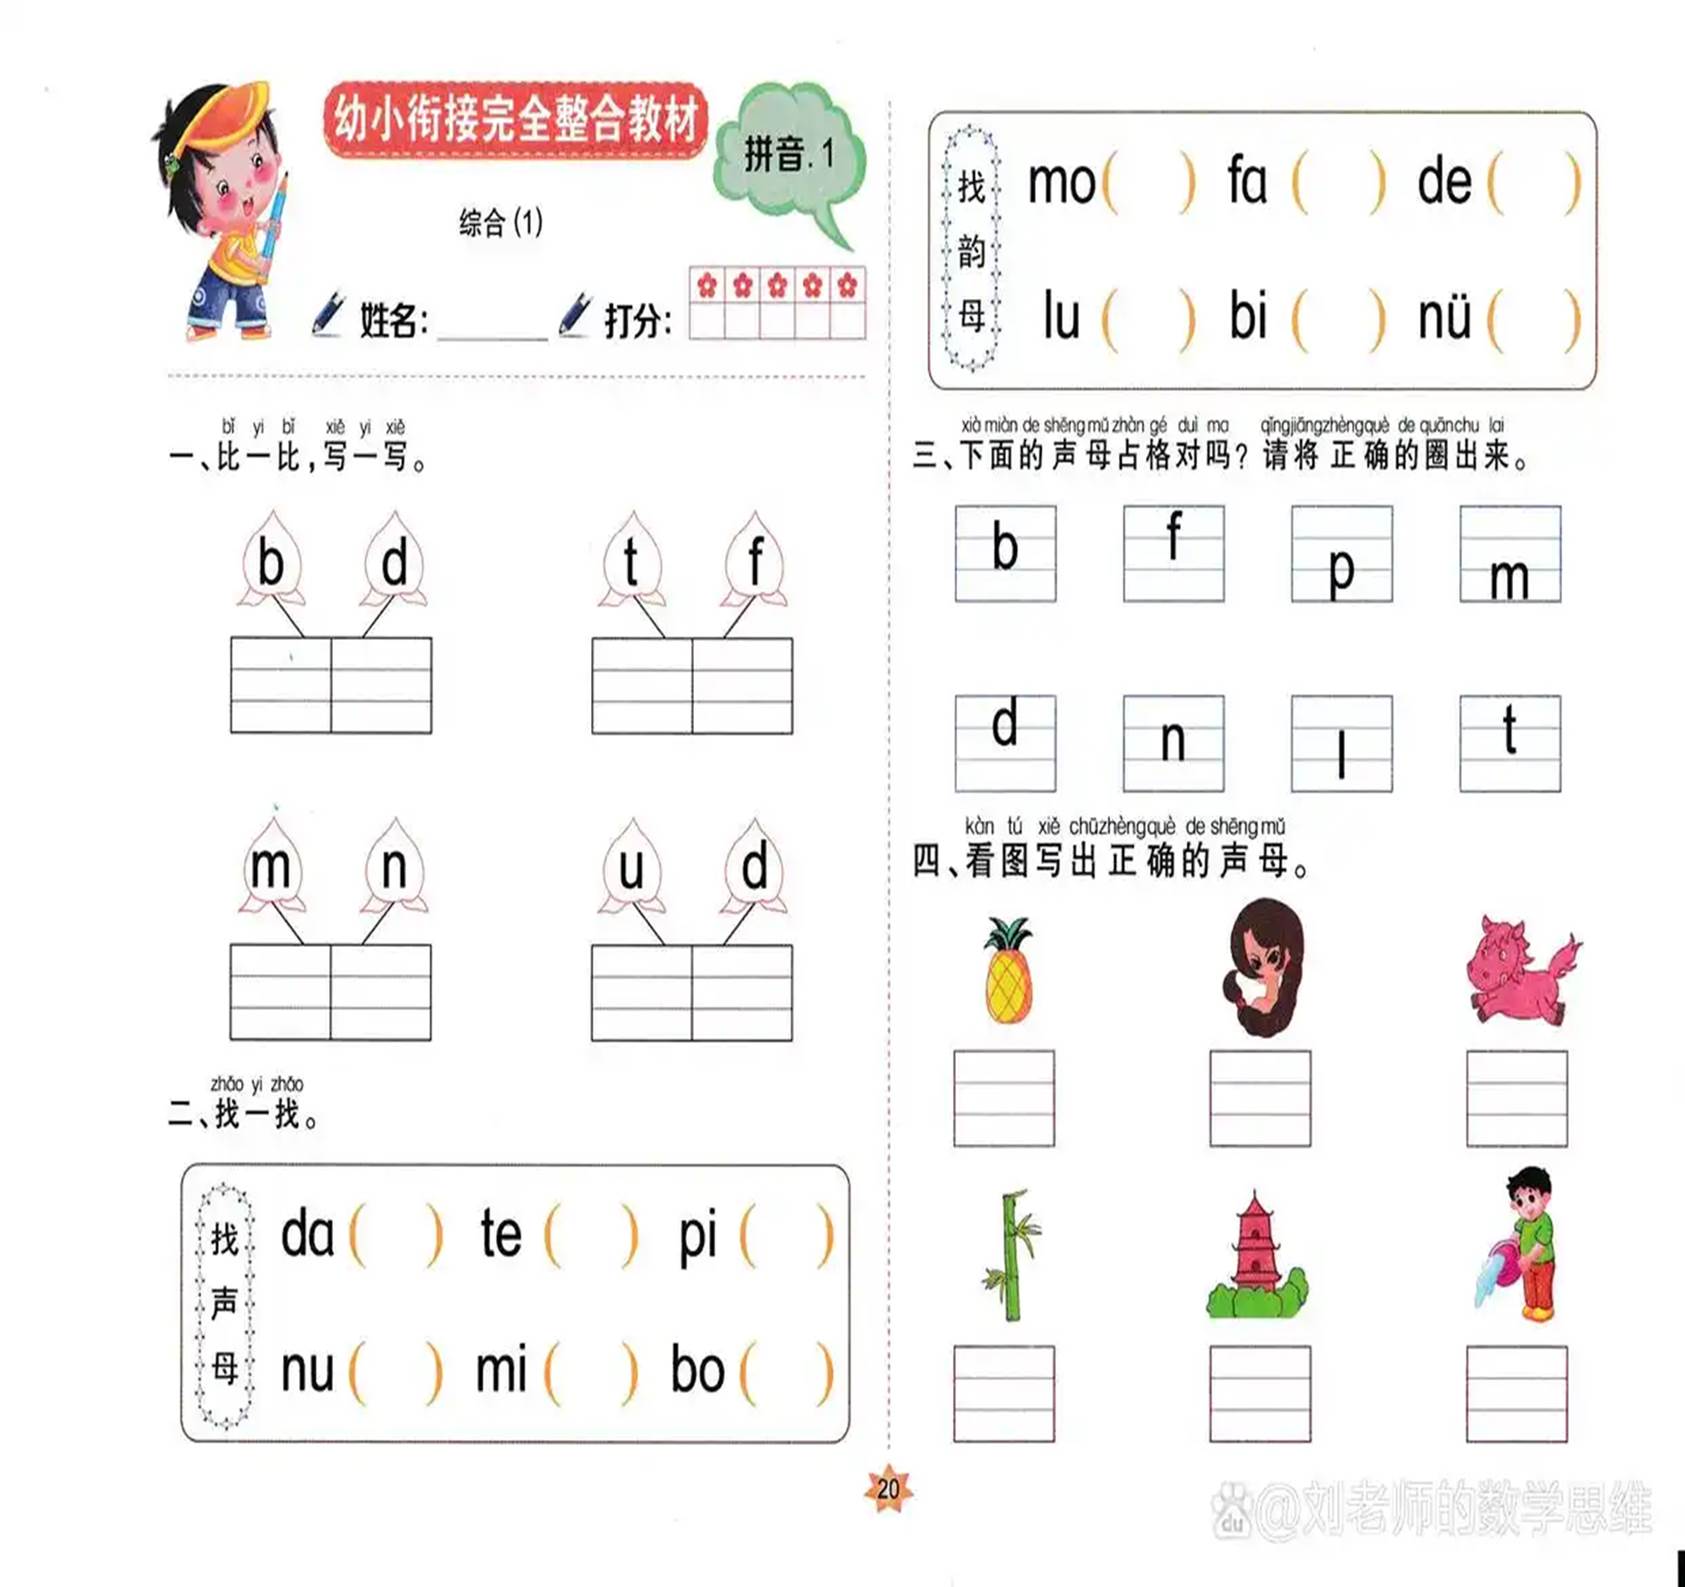 幼小衔接完全整合教材
拼音.1
综合(1)
姓名: 打分:
bǐ yi bǐ xiě yi xiě
一、比一比,写一写。
b d t f
m n u d
zhǎo yi zhǎo
二、找一找。
找声母
da ( ) te ( ) pi ( )
nu ( ) mi ( ) bo ( )
找韵母
mo ( ) fa ( ) de ( )
lu ( ) bi ( ) nü ( )
xià miàn de shēng mǔ zhàn gé duì ma qǐng jiāng zhèng què de quān chu lai
三、下面的声母占格对吗?请将正确的圈出来。
b f p m
d n l t
kàn tú xiě chū zhèng què de shēng mǔ
四、看图写出正确的声母。
20
du @刘老师的数学思维